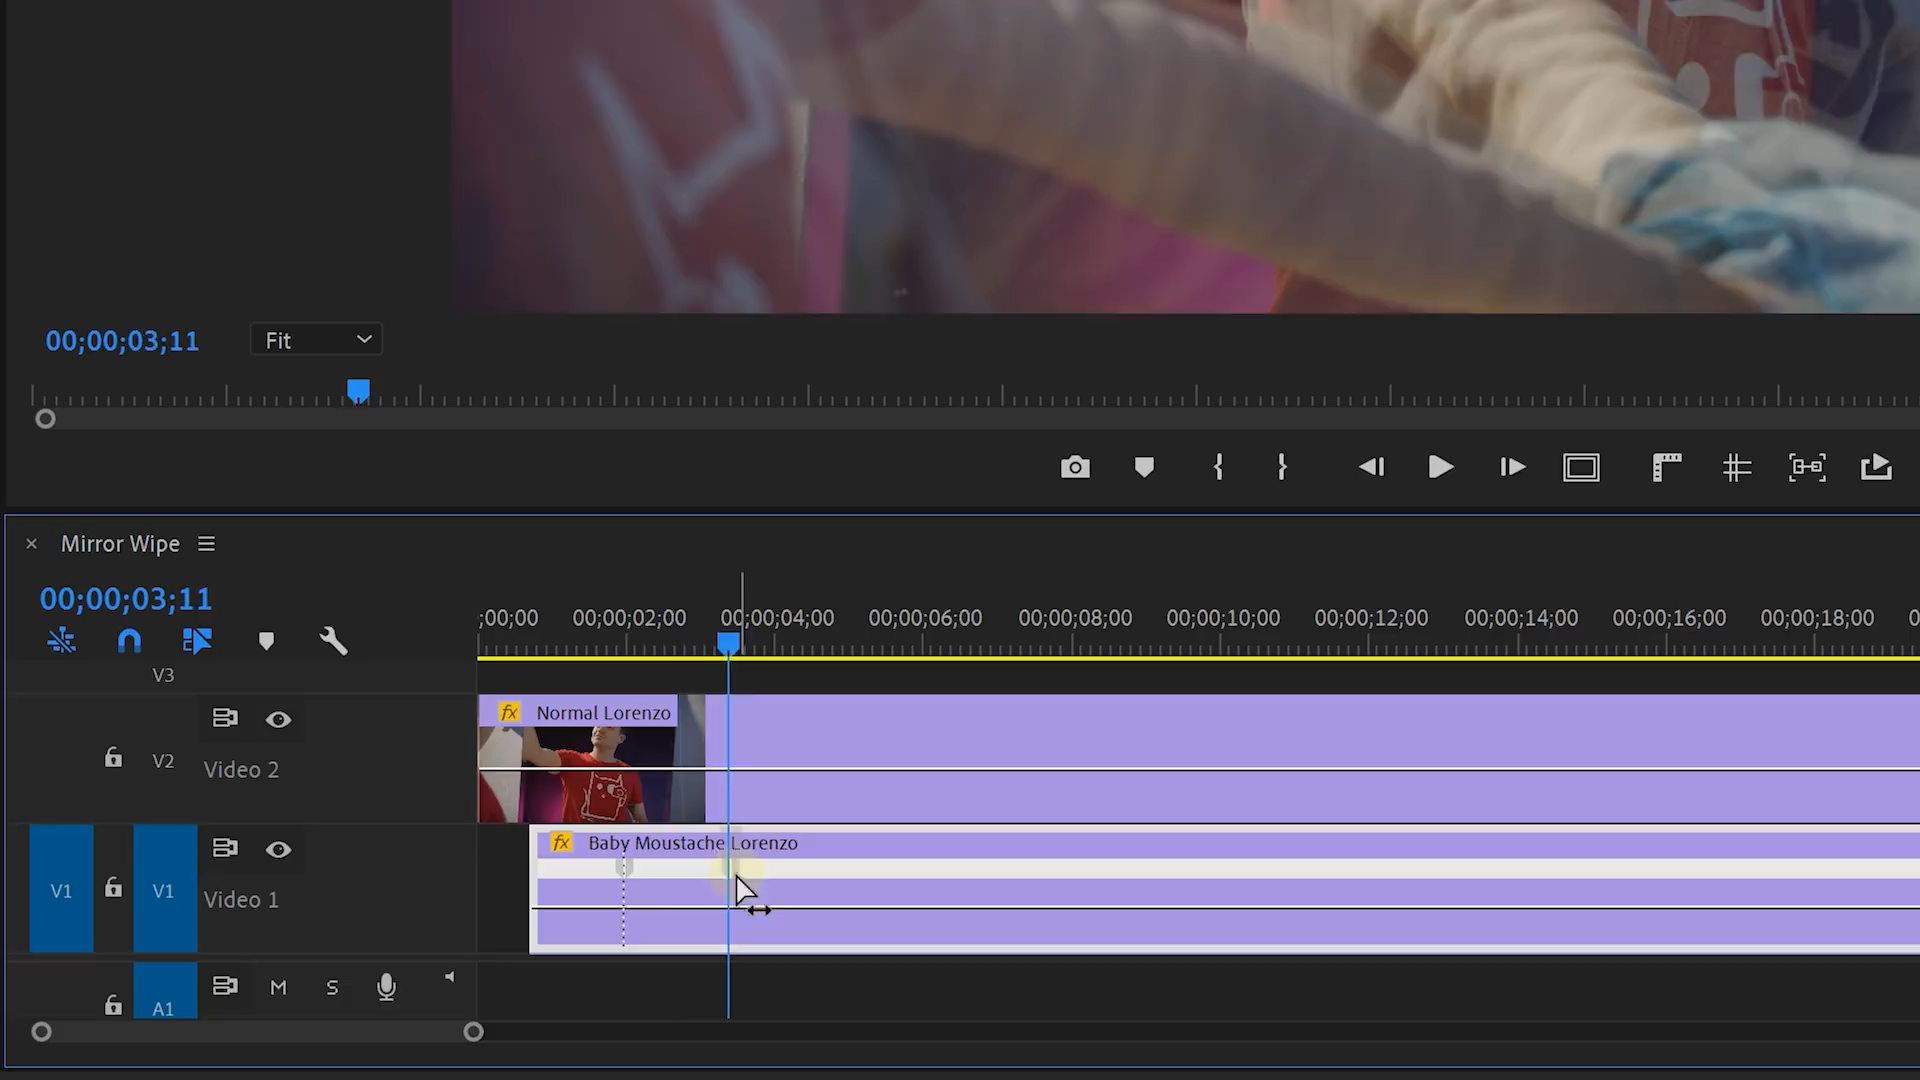 00;00;03;11
Fit
Mirror Wipe
00;00;03;11
;00;00
00;00;02;00
00;00;04;00
00;00;06;00
00;00;08;00
00;00;10;00
00;00;12;00
00;00;14;00
00;00;16;00
00;00;18;00
0
V3
fx Normal Lorenzo
V2
Video 2
fx Baby Moustache Lorenzo
V1
V1
Video 1
M
S
A1